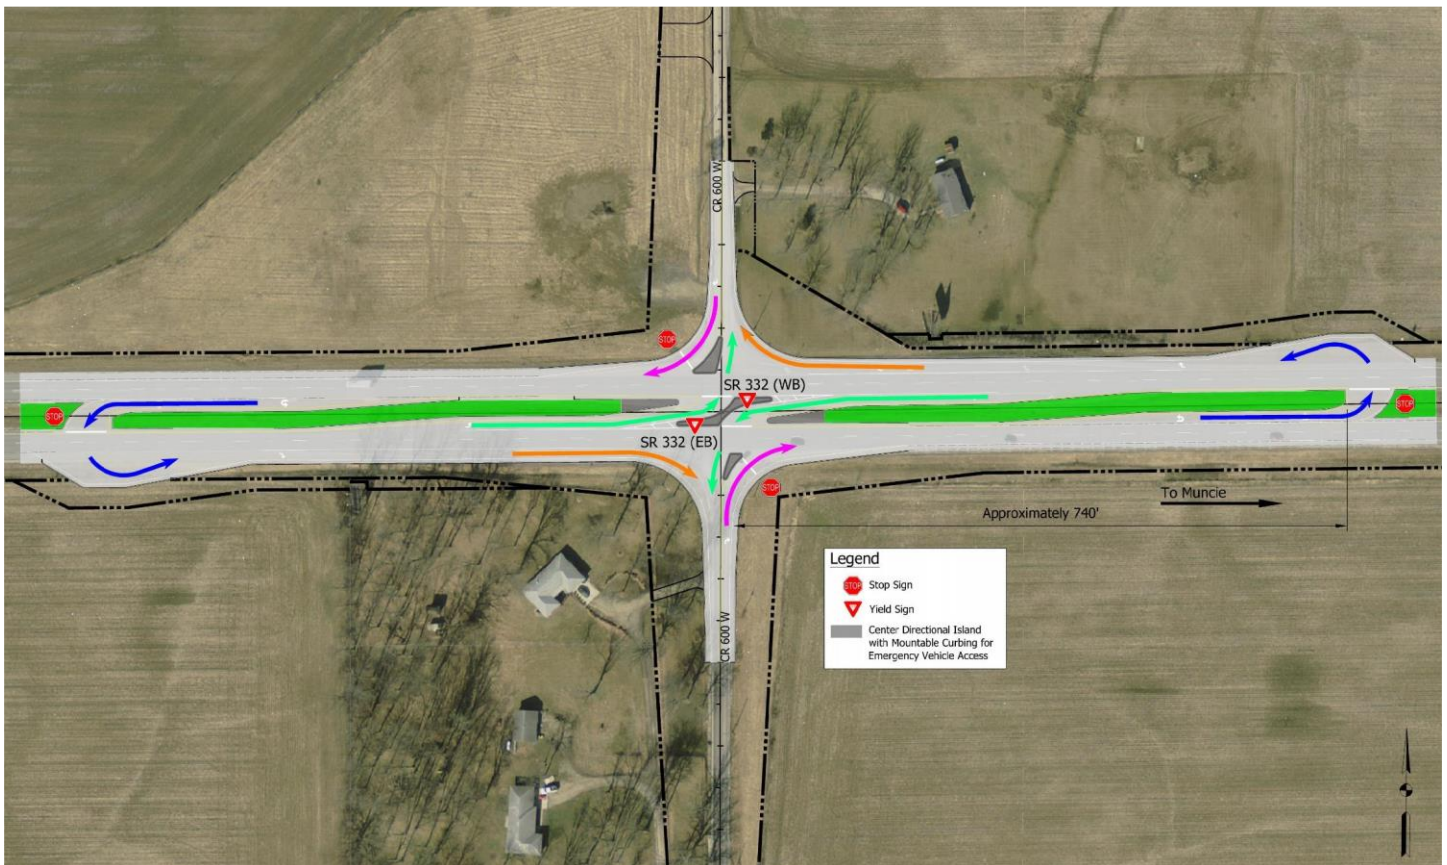 CR 600 W
STOP
SR 332 (WB)
STOP
STOP
SR 332 (EB)
STOP
To Muncie
Approximately 740'
CR 600 W
Legend
STOP Stop Sign
Yield Sign
Center Directional Island
with Mountable Curbing for
Emergency Vehicle Access